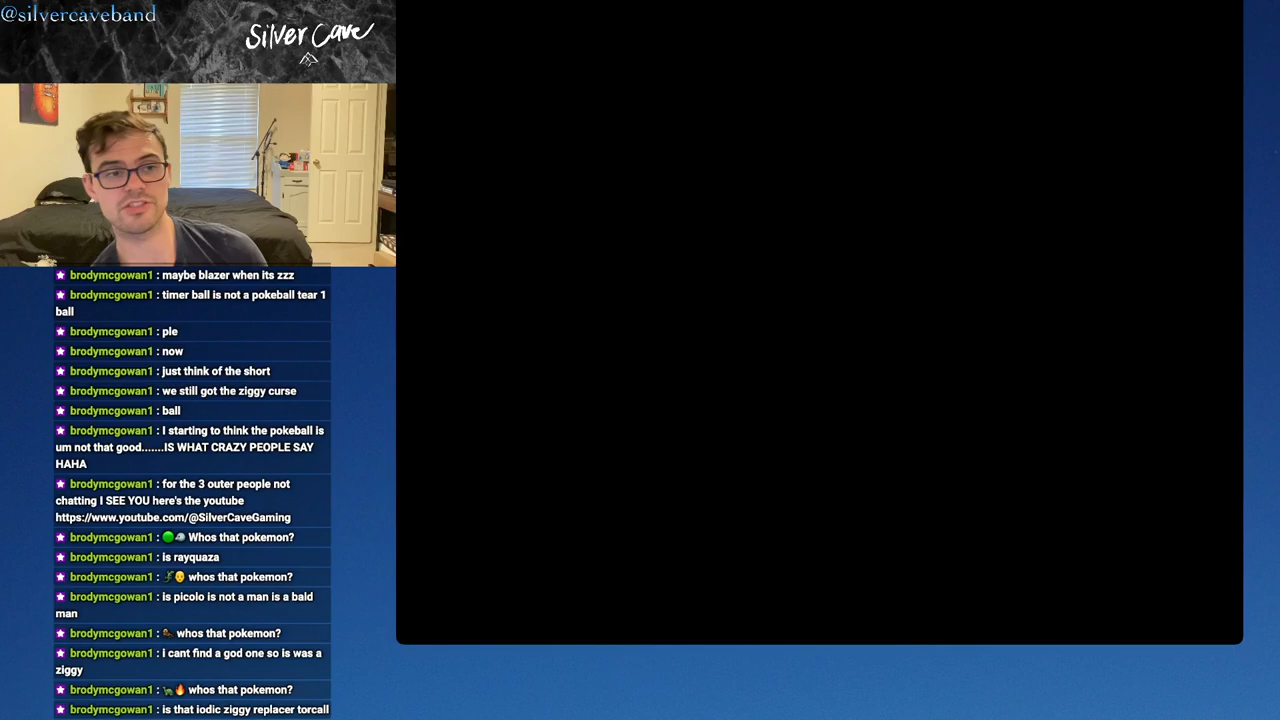 @silvercaveband
Silver Cave
brodymcgowan1 : maybe blazer when its zzz
brodymcgowan1 : timer ball is not a pokeball tear 1
ball
brodymcgowan1 : ple
brodymcgowan1 : now
brodymcgowan1 : just think of the short
brodymcgowan1 : we still got the ziggy curse
brodymcgowan1 : ball
brodymcgowan1 : I starting to think the pokeball is
um not that good.......IS WHAT CRAZY PEOPLE SAY
HAHA
brodymcgowan1 : for the 3 outer people not
chatting I SEE YOU here's the youtube
https://www.youtube.com/@SilverCaveGaming
brodymcgowan1 : Whos that pokemon?
brodymcgowan1 : is rayquaza
brodymcgowan1 : whos that pokemon?
brodymcgowan1 : is picolo is not a man is a bald
man
brodymcgowan1 : whos that pokemon?
brodymcgowan1 : i cant find a god one so is was a
ziggy
brodymcgowan1 : whos that pokemon?
brodymcgowan1 : is that iodic ziggy replacer torcall